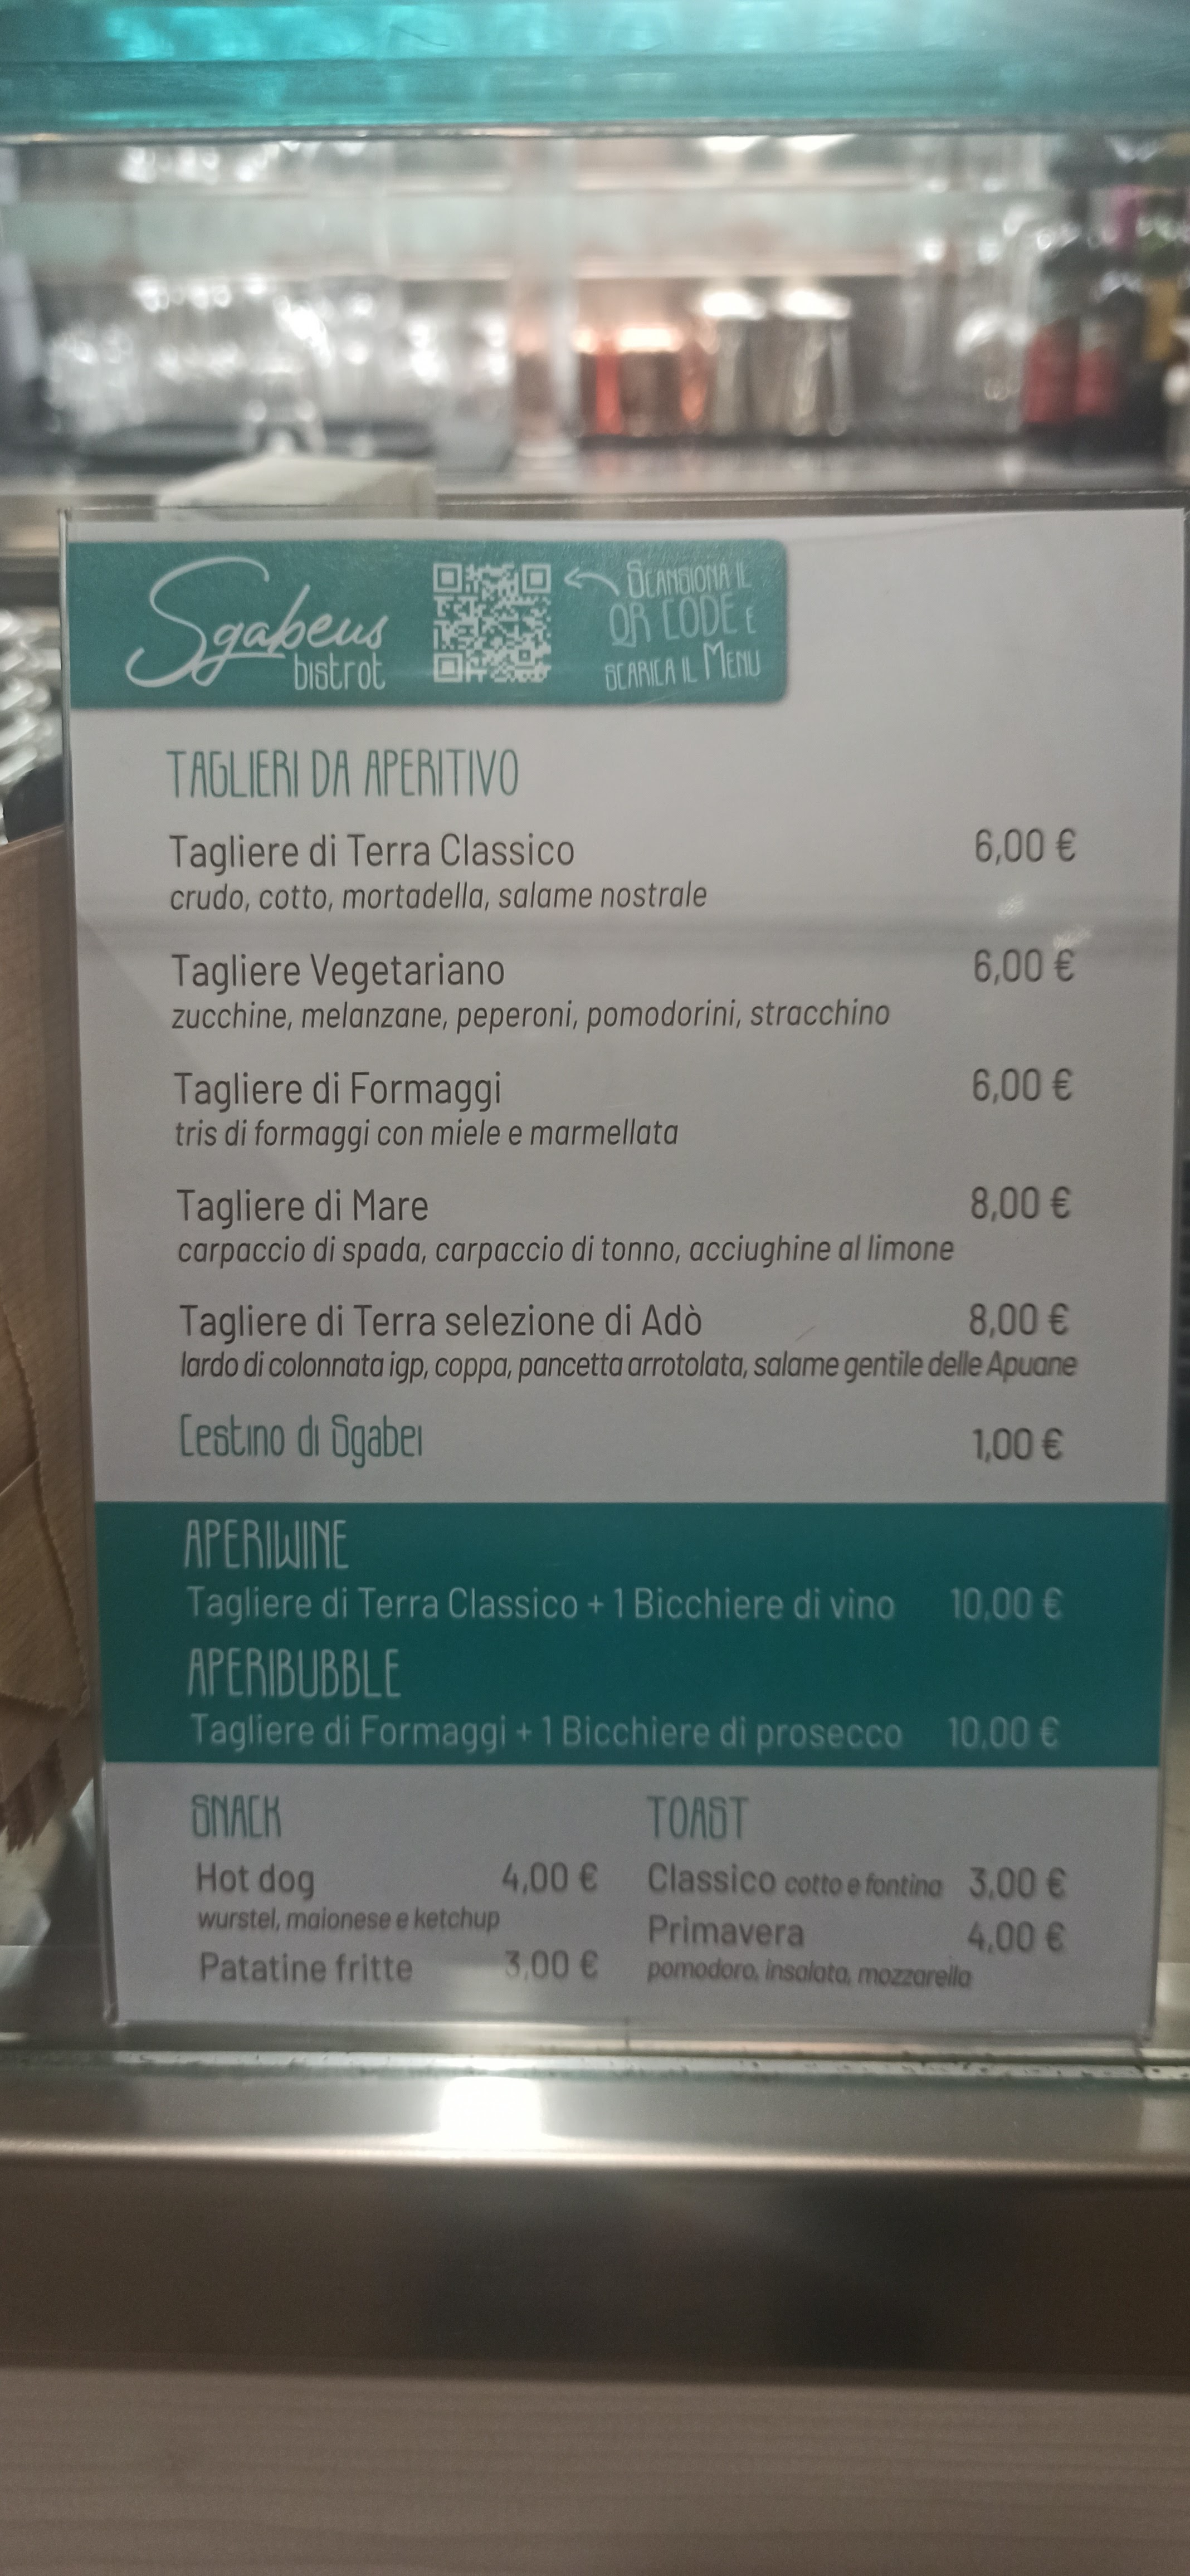 Sgabeus
bistrot
SCANSIONA IL
QR CODE E
SCARICA IL MENU
TAGLIERI DA APERITIVO
Tagliere di Terra Classico 6,00 €
crudo, cotto, mortadella, salame nostrale
Tagliere Vegetariano 6,00 €
zucchine, melanzane, peperoni, pomodorini, stracchino
Tagliere di Formaggi 6,00 €
tris di formaggi con miele e marmellata
Tagliere di Mare 8,00 €
carpaccio di spada, carpaccio di tonno, acciughine al limone
Tagliere di Terra selezione di Adò 8,00 €
lardo di colonnata igp, coppa, pancetta arrotolata, salame gentile delle Apuane
Cestino di Sgabei 1,00 €
APERIWINE
Tagliere di Terra Classico + 1 Bicchiere di vino 10,00 €
APERIBUBBLE
Tagliere di Formaggi + 1 Bicchiere di prosecco 10,00 €
SNACK
Hot dog 4,00 €
wurstel, maionese e ketchup
Patatine fritte 3,00 €
TOAST
Classico cotto e fontina 3,00 €
Primavera 4,00 €
pomodoro, insalata, mozzarella